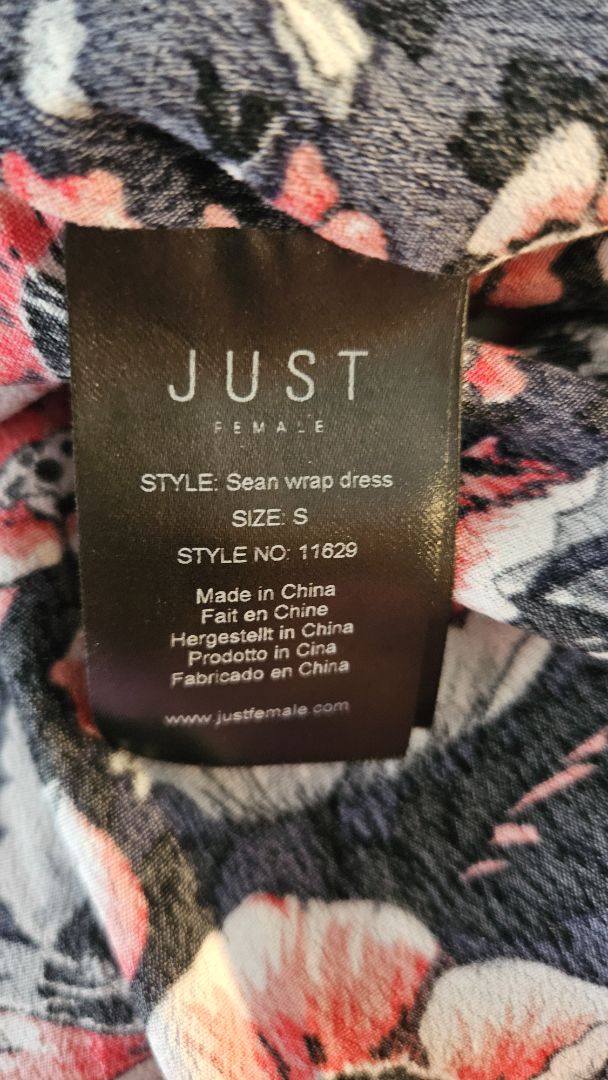 JUST
FEMALE
STYLE: Sean wrap dress
SIZE: S
STYLE NO: 11629
Made in China
Fait en Chine
Hergestellt in China
Prodotto in Cina
Fabricado en China
www.justfemale.com